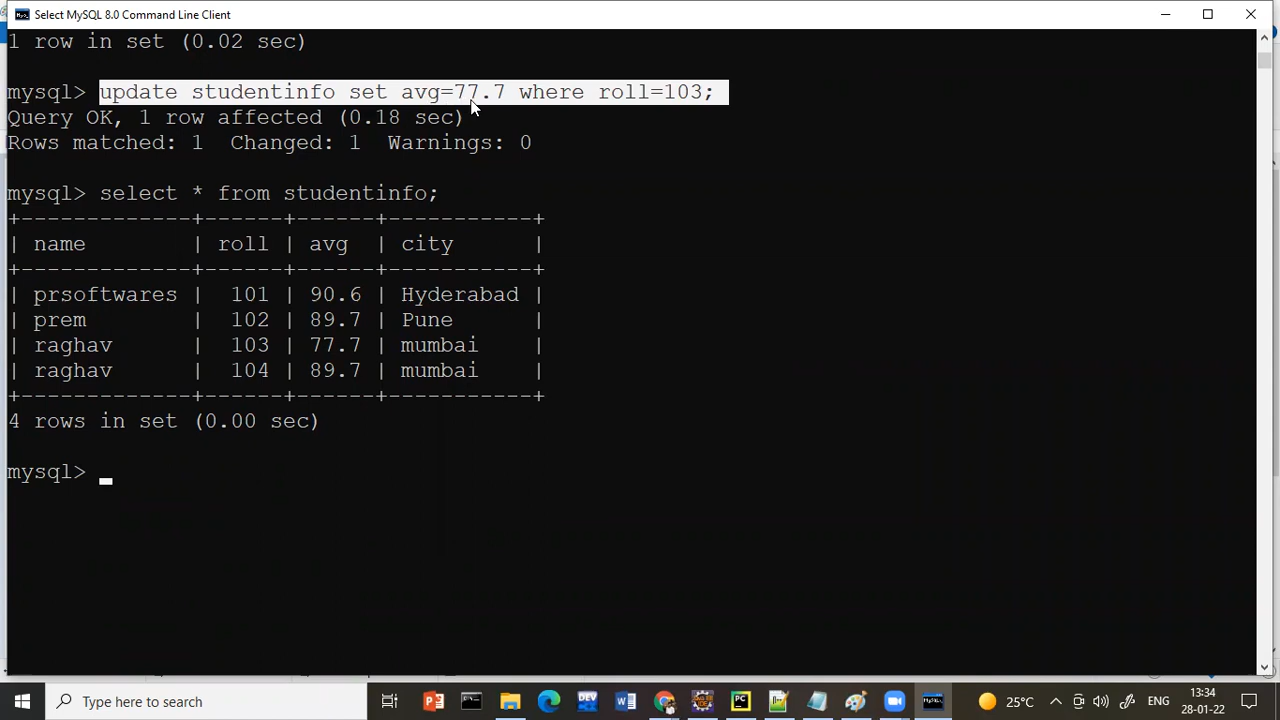 Select MySQL 8.0 Command Line Client
1 row in set (0.02 sec)
mysql> update studentinfo set avg=77.7 where roll=103;
Query OK, 1 row affected (0.18 sec)
Rows matched: 1  Changed: 1  Warnings: 0
mysql> select * from studentinfo;
+-------------+------+------+-----------+
| name        | roll | avg  | city      |
+-------------+------+------+-----------+
| prsoftwares |  101 | 90.6 | Hyderabad |
| prem        |  102 | 89.7 | Pune      |
| raghav      |  103 | 77.7 | mumbai    |
| raghav      |  104 | 89.7 | mumbai    |
+-------------+------+------+-----------+
4 rows in set (0.00 sec)
mysql> _
Type here to search
DEV
25°C
ENG
13:34
28-01-22